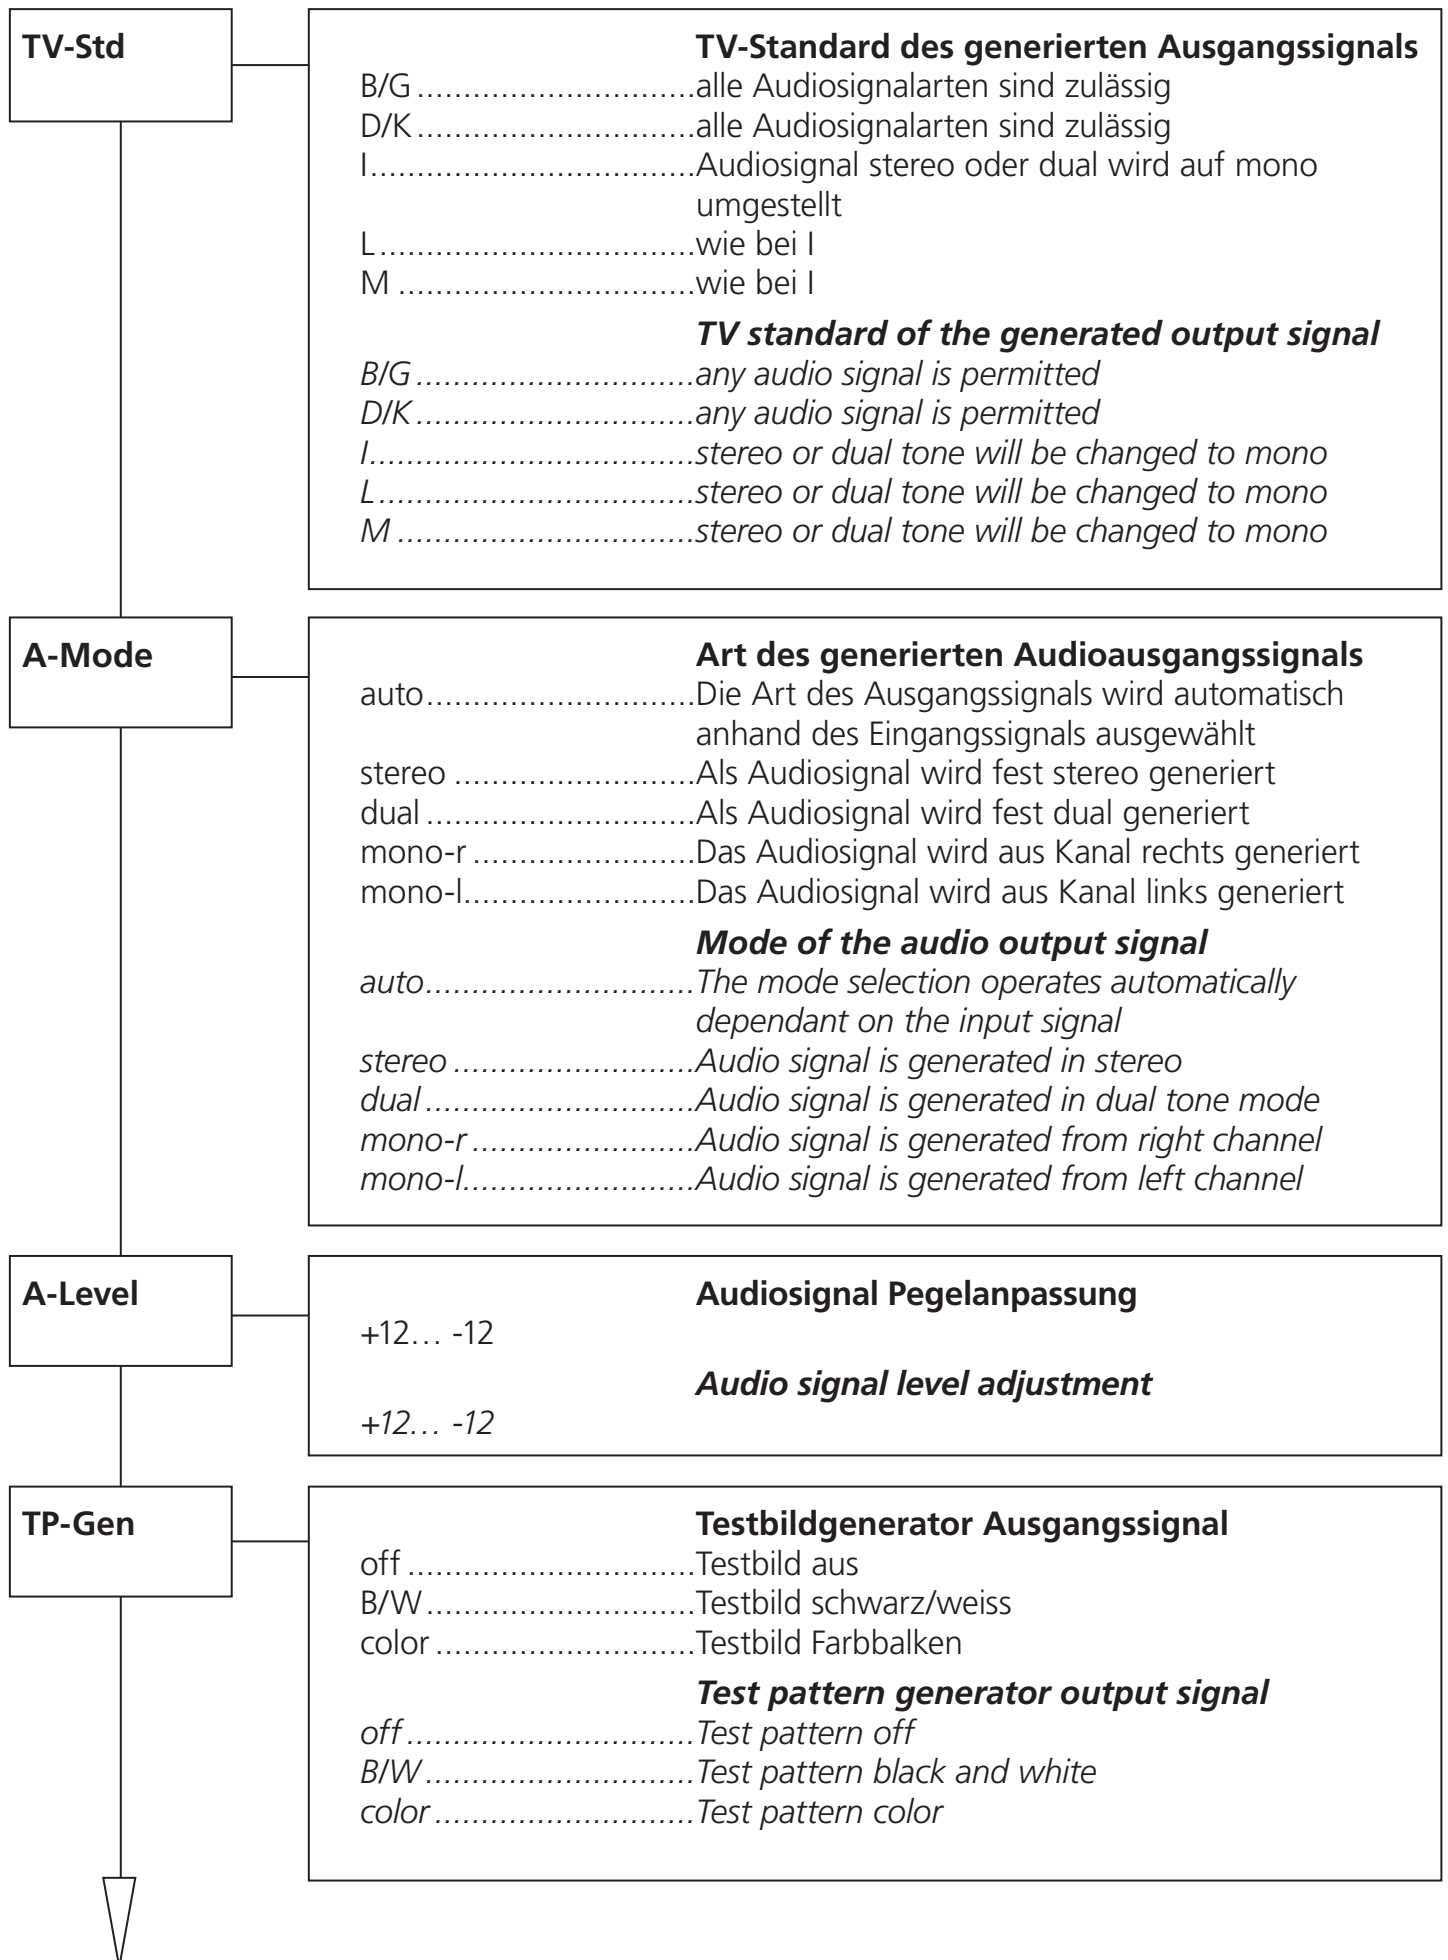 TV-Std
TV-Standard des generierten Ausgangssignals
B/G..............................alle Audiosignalarten sind zulässig
D/K..............................alle Audiosignalarten sind zulässig
I...................................Audiosignal stereo oder dual wird auf mono
umgestellt
L..................................wie bei I
M ................................wie bei I
TV standard of the generated output signal
B/G..............................any audio signal is permitted
D/K..............................any audio signal is permitted
I...................................stereo or dual tone will be changed to mono
L..................................stereo or dual tone will be changed to mono
M ................................stereo or dual tone will be changed to mono
A-Mode
Art des generierten Audioausgangssignals
auto.............................Die Art des Ausgangssignals wird automatisch
anhand des Eingangssignals ausgewählt
stereo ..........................Als Audiosignal wird fest stereo generiert
dual .............................Als Audiosignal wird fest dual generiert
mono-r ........................Das Audiosignal wird aus Kanal rechts generiert
mono-l.........................Das Audiosignal wird aus Kanal links generiert
Mode of the audio output signal
auto.............................The mode selection operates automatically
dependant on the input signal
stereo ..........................Audio signal is generated in stereo
dual .............................Audio signal is generated in dual tone mode
mono-r ........................Audio signal is generated from right channel
mono-l.........................Audio signal is generated from left channel
A-Level
Audiosignal Pegelanpassung
+12... -12
Audio signal level adjustment
+12... -12
TP-Gen
Testbildgenerator Ausgangssignal
off ...............................Testbild aus
B/W .............................Testbild schwarz/weiss
color ............................Testbild Farbbalken
Test pattern generator output signal
off ...............................Test pattern off
B/W .............................Test pattern black and white
color ............................Test pattern color